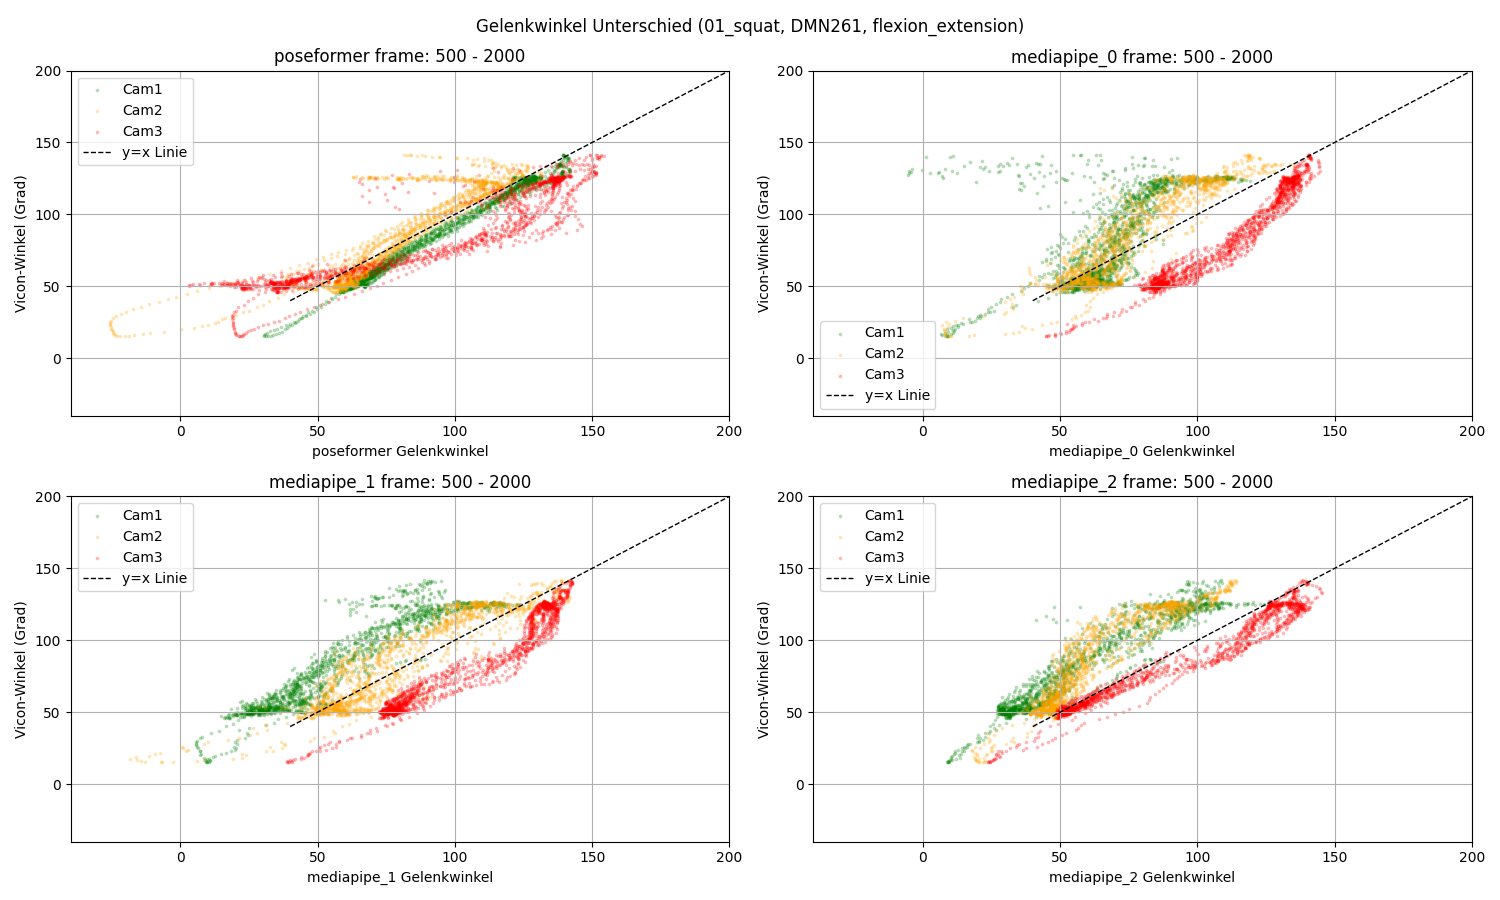 Gelenkwinkel Unterschied (01_squat, DMN261, flexion_extension)
poseformer frame: 500 - 2000
200
150
100
50
0
Vicon-Winkel (Grad)
Cam1
Cam2
Cam3
y=x Linie
0 50 100 150 200
poseformer Gelenkwinkel
mediapipe_0 frame: 500 - 2000
200
150
100
50
0
Vicon-Winkel (Grad)
Cam1
Cam2
Cam3
y=x Linie
0 50 100 150 200
mediapipe_0 Gelenkwinkel
mediapipe_1 frame: 500 - 2000
200
150
100
50
0
Vicon-Winkel (Grad)
Cam1
Cam2
Cam3
y=x Linie
0 50 100 150 200
mediapipe_1 Gelenkwinkel
mediapipe_2 frame: 500 - 2000
200
150
100
50
0
Vicon-Winkel (Grad)
Cam1
Cam2
Cam3
y=x Linie
0 50 100 150 200
mediapipe_2 Gelenkwinkel